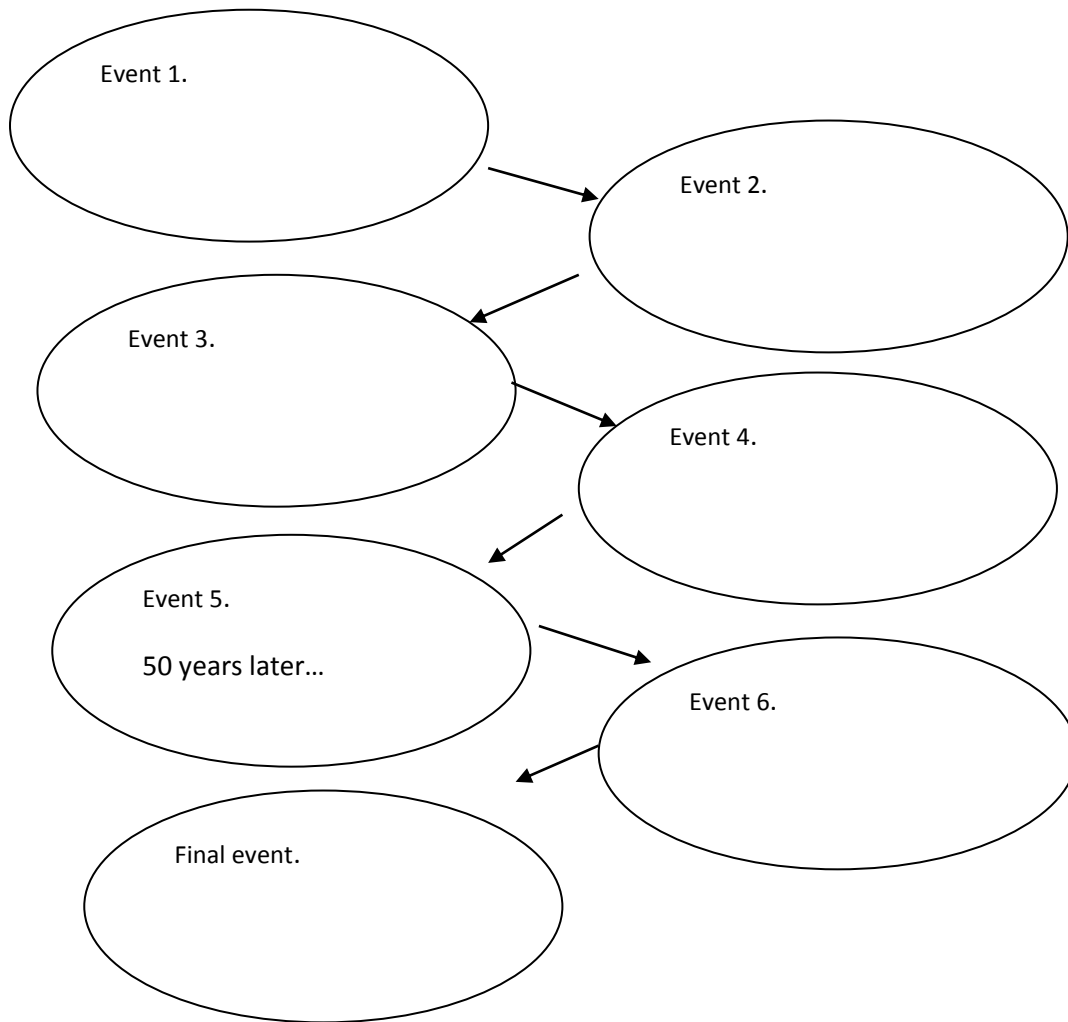 Event 1.
Event 2.
Event 3.
Event 4.
Event 5.
50 years later…
Event 6.
Final event.